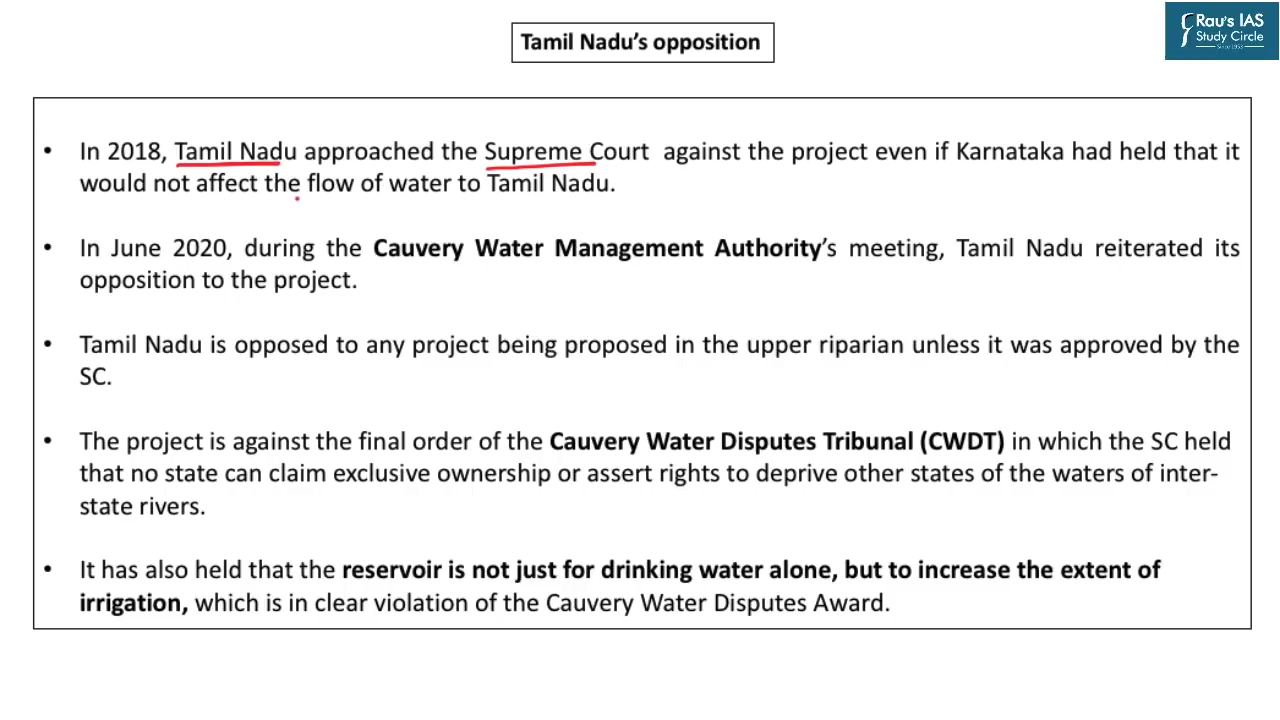 Tamil Nadu's opposition
Rau's IAS
Study Circle
Since 1953
• In 2018, Tamil Nadu approached the Supreme Court against the project even if Karnataka had held that it
would not affect the flow of water to Tamil Nadu.
• In June 2020, during the Cauvery Water Management Authority's meeting, Tamil Nadu reiterated its
opposition to the project.
• Tamil Nadu is opposed to any project being proposed in the upper riparian unless it was approved by the
SC.
• The project is against the final order of the Cauvery Water Disputes Tribunal (CWDT) in which the SC held
that no state can claim exclusive ownership or assert rights to deprive other states of the waters of inter-
state rivers.
• It has also held that the reservoir is not just for drinking water alone, but to increase the extent of
irrigation, which is in clear violation of the Cauvery Water Disputes Award.